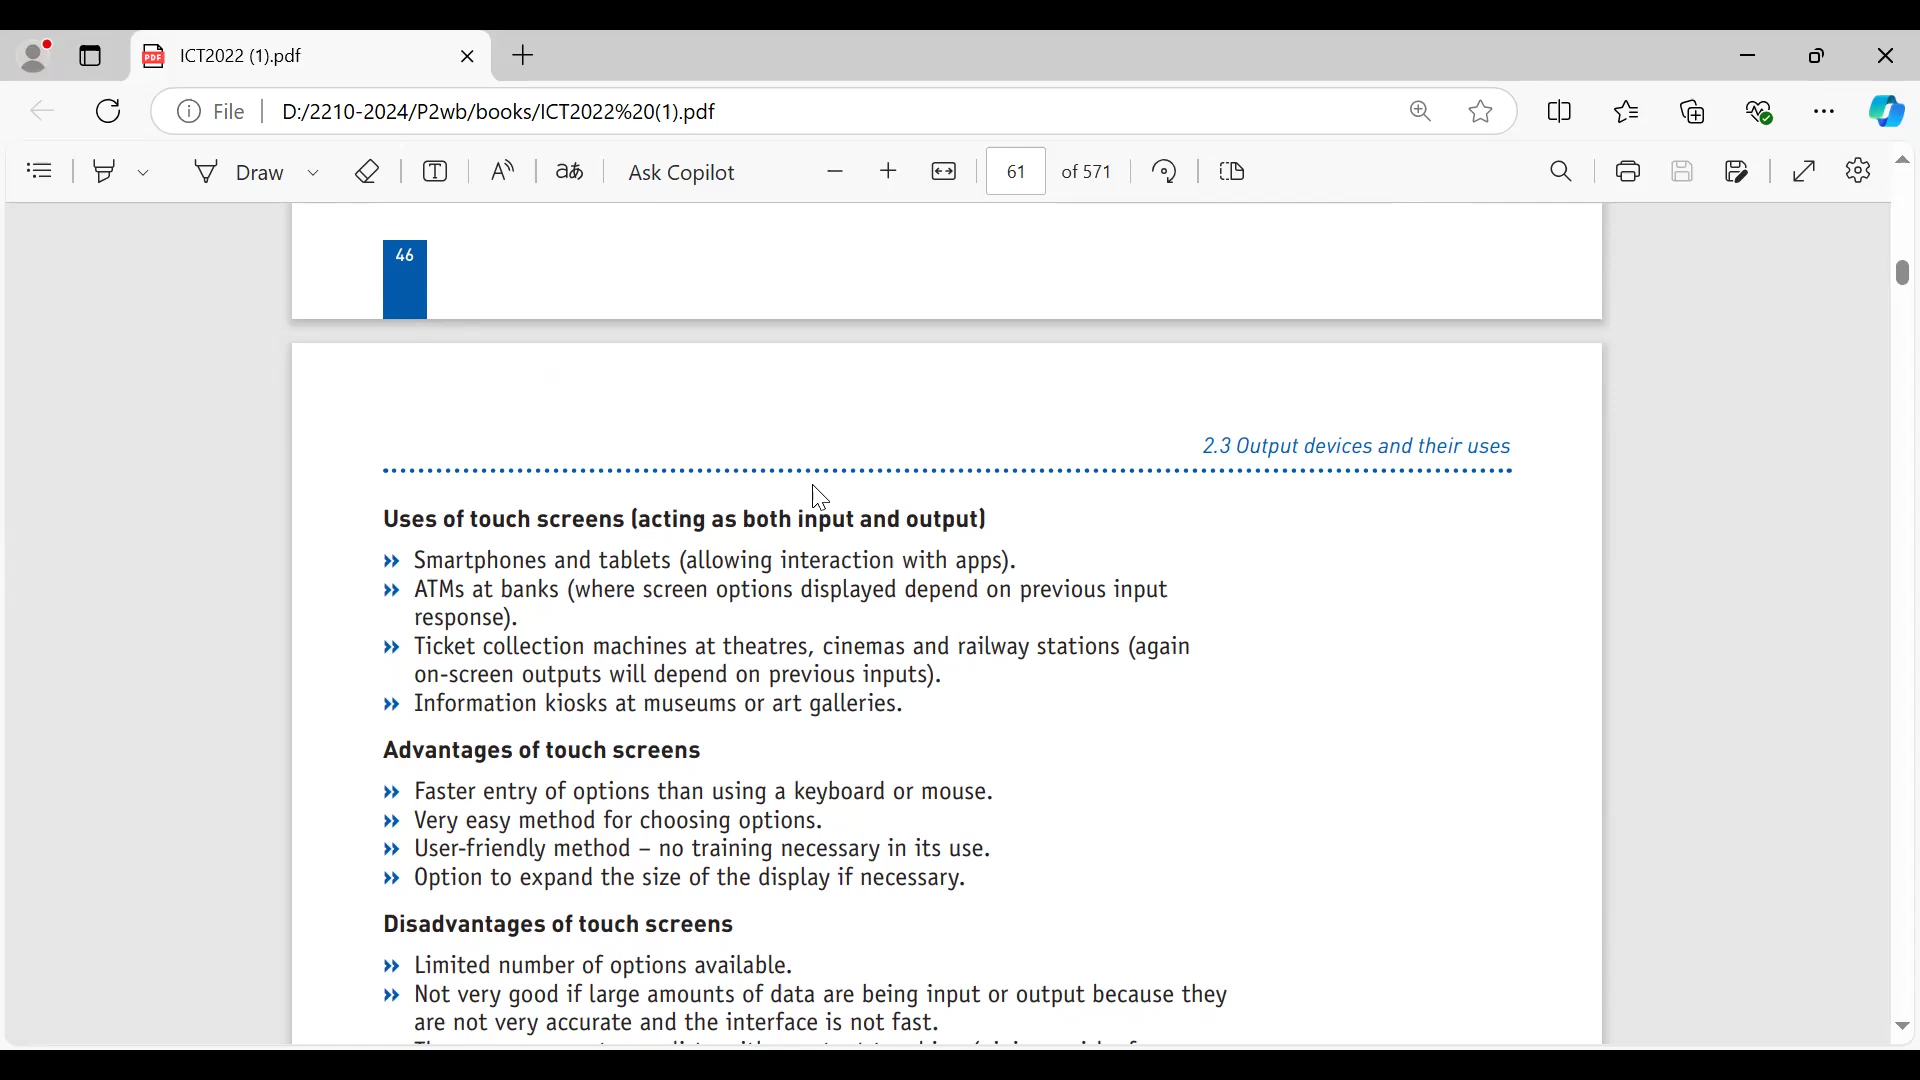 ICT2022 (1).pdf
File D:/2210-2024/P2wb/books/ICT2022%20(1).pdf
Draw aあ Ask Copilot 61 of 571
46
2.3 Output devices and their uses
Uses of touch screens (acting as both input and output)
» Smartphones and tablets (allowing interaction with apps).
» ATMs at banks (where screen options displayed depend on previous input
response).
» Ticket collection machines at theatres, cinemas and railway stations (again
on-screen outputs will depend on previous inputs).
» Information kiosks at museums or art galleries.
Advantages of touch screens
» Faster entry of options than using a keyboard or mouse.
» Very easy method for choosing options.
» User-friendly method – no training necessary in its use.
» Option to expand the size of the display if necessary.
Disadvantages of touch screens
» Limited number of options available.
» Not very good if large amounts of data are being input or output because they
are not very accurate and the interface is not fast.